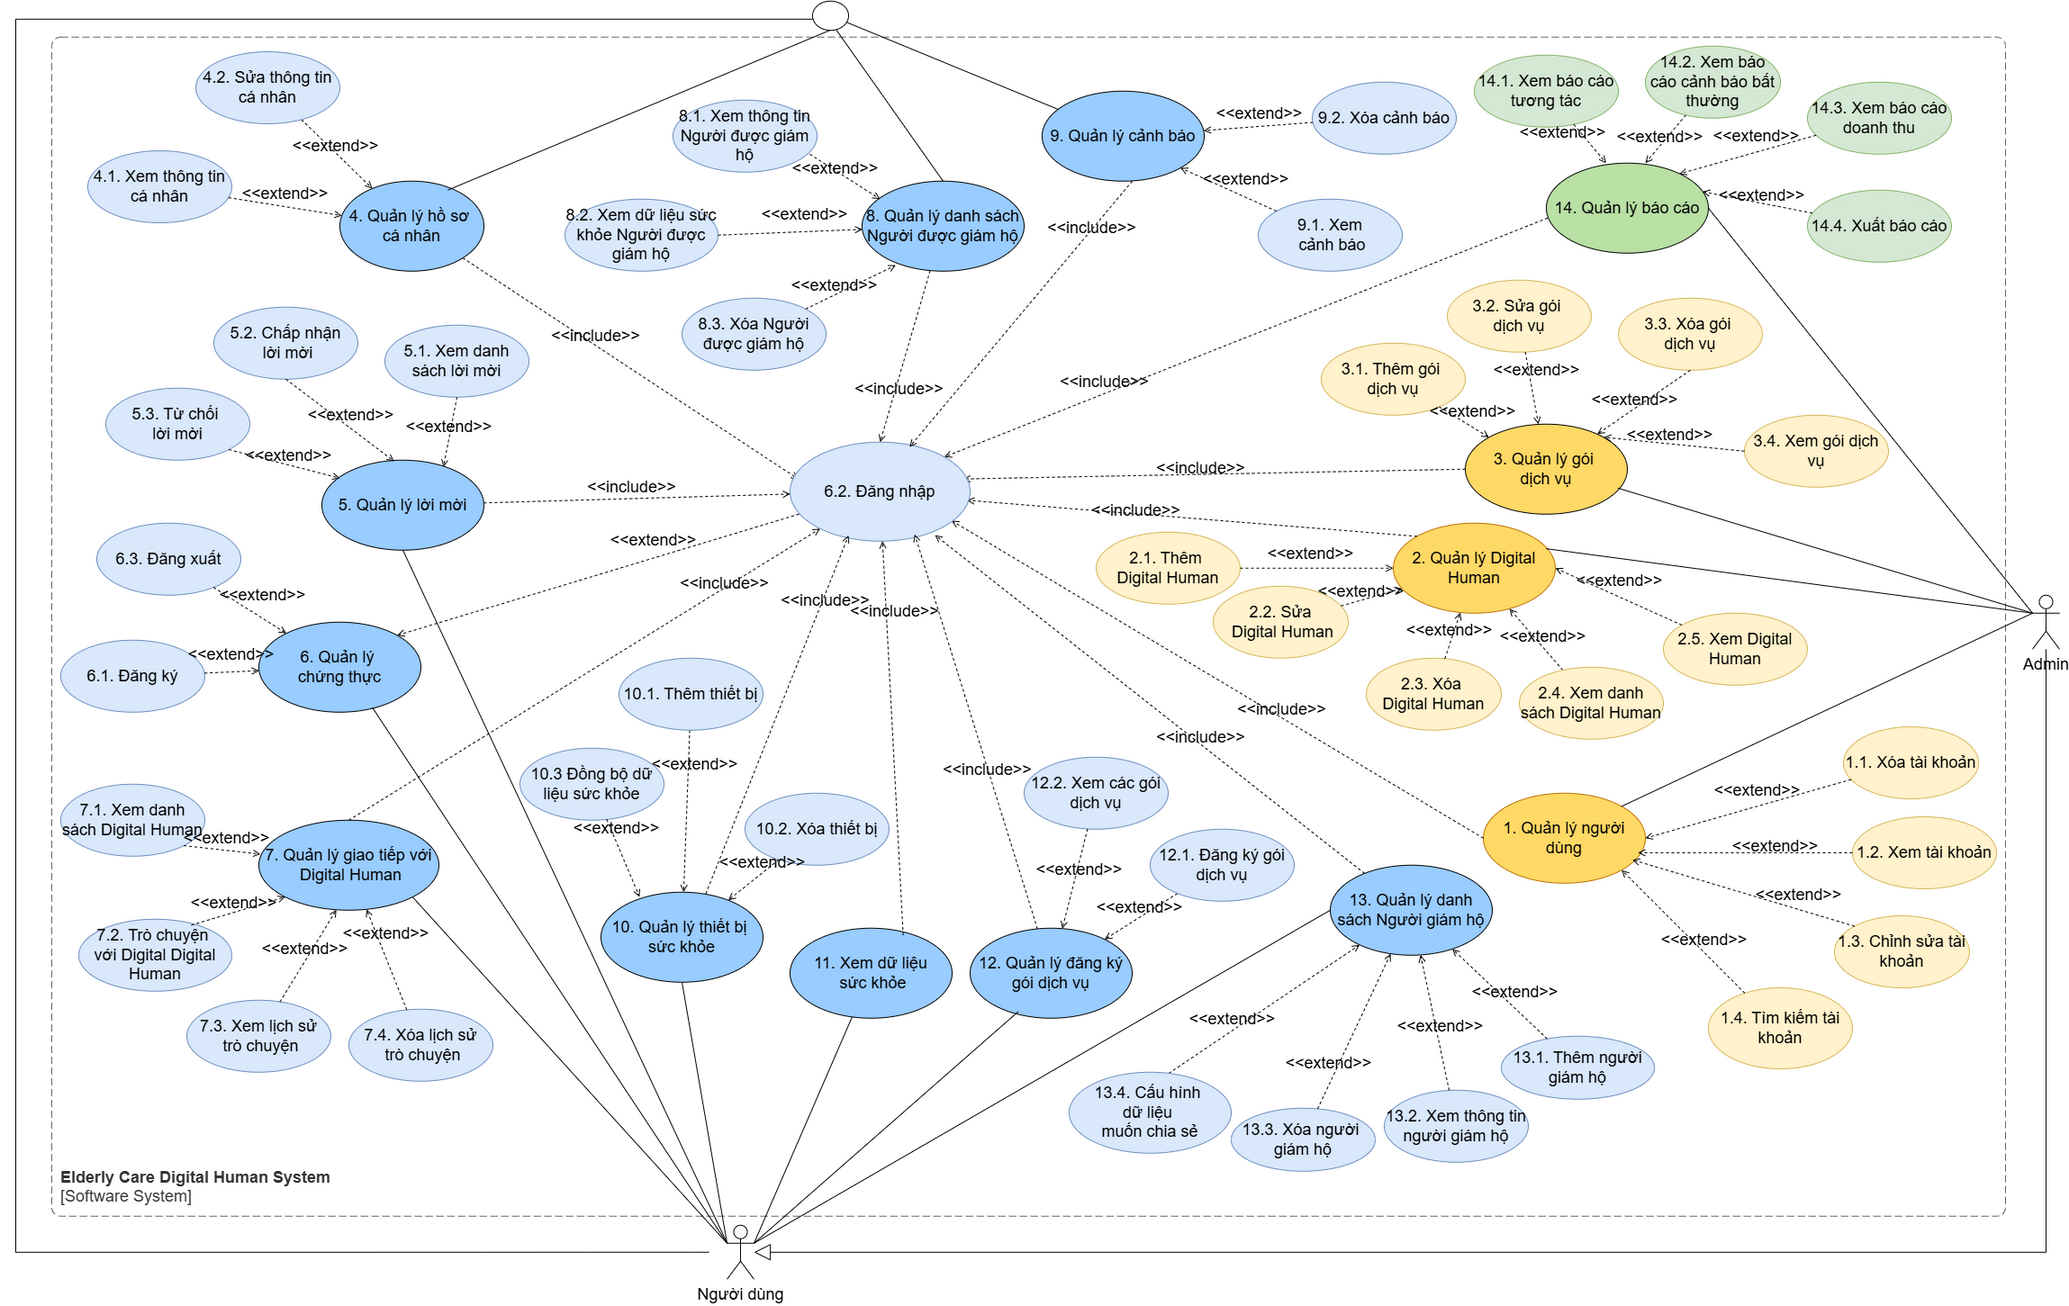 4.2. Sửa thông tin
cá nhân
<<extend>>
4.1. Xem thông tin
cá nhân
<<extend>>
4. Quản lý hồ sơ
cá nhân
<<include>>
8.1. Xem thông tin
Người được giám
hộ
<<extend>>
8.2. Xem dữ liệu sức
khỏe Người được
giám hộ
<<extend>>
8. Quản lý danh sách
Người được giám hộ
<<extend>>
8.3. Xóa Người
được giám hộ
<<include>>
9. Quản lý cảnh báo
<<extend>>
9.2. Xóa cảnh báo
<<extend>>
9.1. Xem
cảnh báo
<<include>>
14.1. Xem báo cáo
tương tác
<<extend>>
14.2. Xem báo
cáo cảnh báo bất
thường
<<extend>>
14.3. Xem báo cáo
doanh thu
<<extend>>
14. Quản lý báo cáo
<<extend>>
14.4. Xuất báo cáo
<<include>>
5.2. Chấp nhận
lời mời
<<extend>>
5.1. Xem danh
sách lời mời
<<extend>>
5.3. Từ chối
lời mời
<<extend>>
5. Quản lý lời mời
<<include>>
6.2. Đăng nhập
3.2. Sửa gói
dịch vụ
<<extend>>
3.3. Xóa gói
dịch vụ
<<extend>>
3.1. Thêm gói
dịch vụ
<<extend>>
3. Quản lý gói
dịch vụ
<<extend>>
3.4. Xem gói dịch
vụ
<<include>>
<<include>>
2.1. Thêm
Digital Human
<<extend>>
2. Quản lý Digital
Human
2.2. Sửa
Digital Human
<<extend>>
<<extend>>
2.3. Xóa
Digital Human
<<extend>>
2.4. Xem danh
sách Digital Human
<<extend>>
2.5. Xem Digital
Human
Admin
6.3. Đăng xuất
<<extend>>
6.1. Đăng ký
<<extend>>
6. Quản lý
chứng thực
<<extend>>
<<include>>
7.1. Xem danh
sách Digital Human
<<extend>>
7. Quản lý giao tiếp với
Digital Human
<<extend>>
7.2. Trò chuyện
với Digital Digital
Human
<<extend>>
7.3. Xem lịch sử
trò chuyện
<<extend>>
7.4. Xóa lịch sử
trò chuyện
<<include>>
<<include>>
10.1. Thêm thiết bị
<<extend>>
10.3 Đồng bộ dữ
liệu sức khỏe
<<extend>>
10.2. Xóa thiết bị
<<extend>>
10. Quản lý thiết bị
sức khỏe
11. Xem dữ liệu
sức khỏe
<<include>>
12.2. Xem các gói
dịch vụ
<<extend>>
12.1. Đăng ký gói
dịch vụ
<<extend>>
12. Quản lý đăng ký
gói dịch vụ
<<include>>
<<include>>
13. Quản lý danh
sách Người giám hộ
<<extend>>
<<extend>>
<<extend>>
<<extend>>
13.1. Thêm người
giám hộ
13.2. Xem thông tin
người giám hộ
13.3. Xóa người
giám hộ
13.4. Cấu hình
dữ liệu
muốn chia sẻ
1. Quản lý người
dùng
<<extend>>
1.1. Xóa tài khoản
<<extend>>
1.2. Xem tài khoản
<<extend>>
1.3. Chỉnh sửa tài
khoản
<<extend>>
1.4. Tìm kiếm tài
khoản
Elderly Care Digital Human System
[Software System]
Người dùng